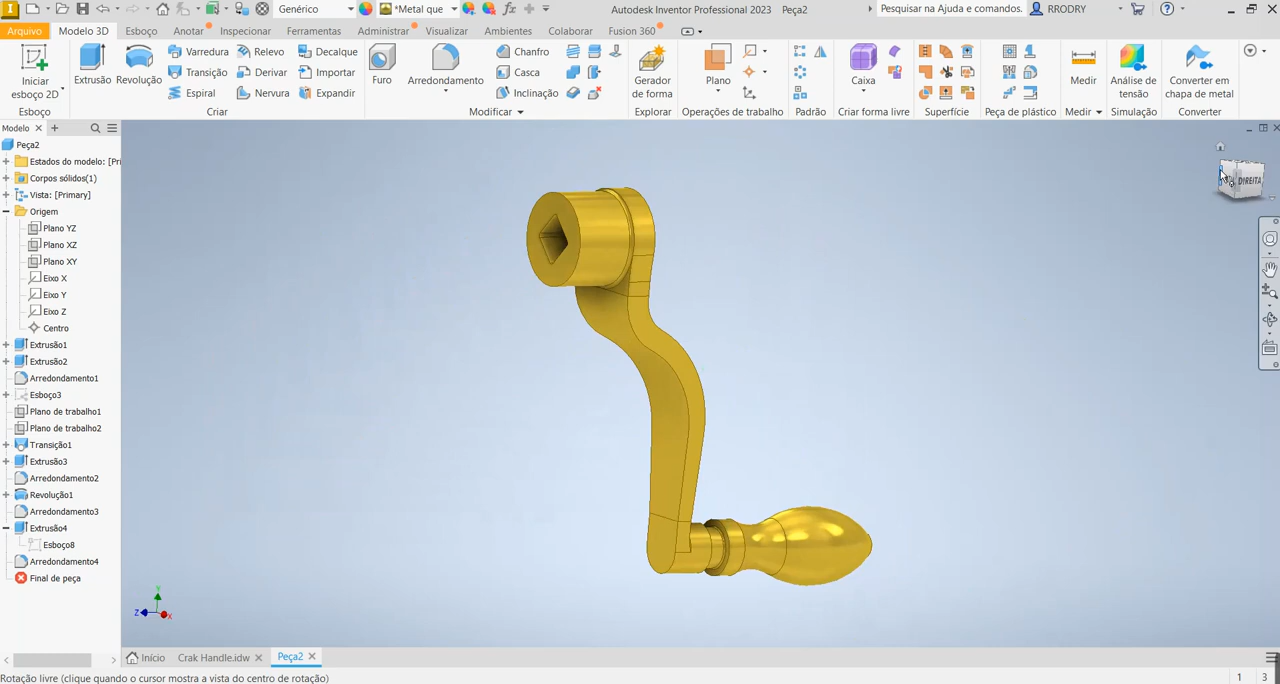 Genérico
*Metal que
Autodesk Inventor Professional 2023 Peça2
Pesquisar na Ajuda e comandos.
RRODRY
Arquivo
Modelo 3D
Esboço
Anotar
Inspecionar
Ferramentas
Administrar
Visualizar
Ambientes
Colaborar
Fusion 360
Iniciar
esboço 2D
Esboço
Extrusão
Revolução
Varredura
Transição
Espiral
Relevo
Derivar
Nervura
Decalque
Importar
Expandir
Criar
Furo
Arredondamento
Chanfro
Casca
Inclinação
Modificar
Gerador
de forma
Explorar
Plano
Operações de trabalho
Padrão
Caixa
Criar forma livre
Superfície
Peça de plástico
Medir
Medir
Análise de
tensão
Simulação
Converter em
chapa de metal
Converter
Modelo
Peça2
Estados do modelo: [Pri
Corpos sólidos(1)
Vista: [Primary]
Origem
Plano YZ
Plano XZ
Plano XY
Eixo X
Eixo Y
Eixo Z
Centro
Extrusão1
Extrusão2
Arredondamento1
Esboço3
Plano de trabalho1
Plano de trabalho2
Transição1
Extrusão3
Arredondamento2
Revolução1
Arredondamento3
Extrusão4
Esboço8
Arredondamento4
Final de peça
DIREITA
Y
Z
X
Início
Crak Handle.idw
Peça2
Rotação livre (clique quando o cursor mostra a vista do centro de rotação)
1
3